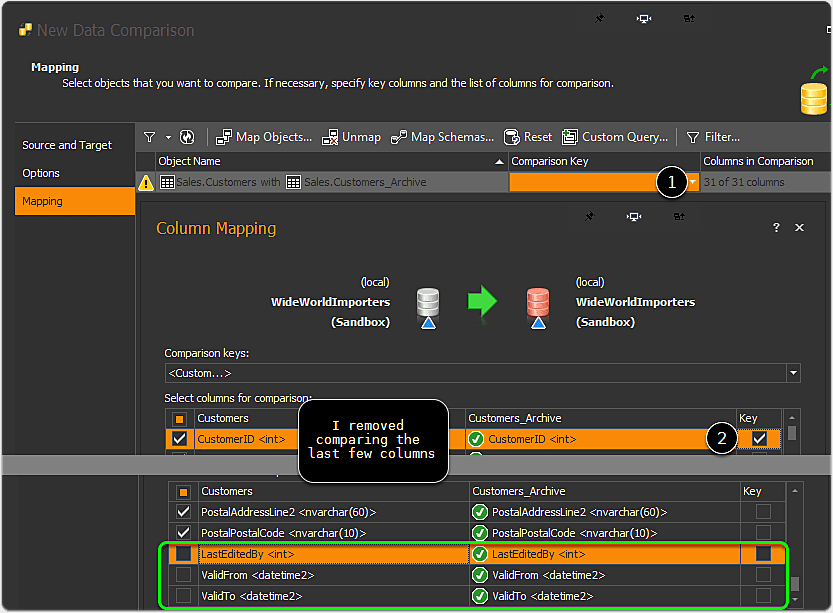 New Data Comparison
Mapping
Select objects that you want to compare. If necessary, specify key columns and the list of columns for comparison.
Source and Target
Options
Mapping
Map Objects... Unmap Map Schemas... Reset Custom Query... Filter...
Object Name Comparison Key Columns in Comparison
Sales.Customers with Sales.Customers_Archive 1 31 of 31 columns
Column Mapping ? ×
(local) (local)
WideWorldImporters WideWorldImporters
(Sandbox) (Sandbox)
Comparison keys:
<Custom...>
Select columns for comparison:
Customers Customers_Archive Key
CustomerID <int> CustomerID <int> 2
I removed
comparing the
last few columns
Customers Customers_Archive Key
PostalAddressLine2 <nvarchar(60)> PostalAddressLine2 <nvarchar(60)>
PostalPostalCode <nvarchar(10)> PostalPostalCode <nvarchar(10)>
LastEditedBy <int> LastEditedBy <int>
ValidFrom <datetime2> ValidFrom <datetime2>
ValidTo <datetime2> ValidTo <datetime2>